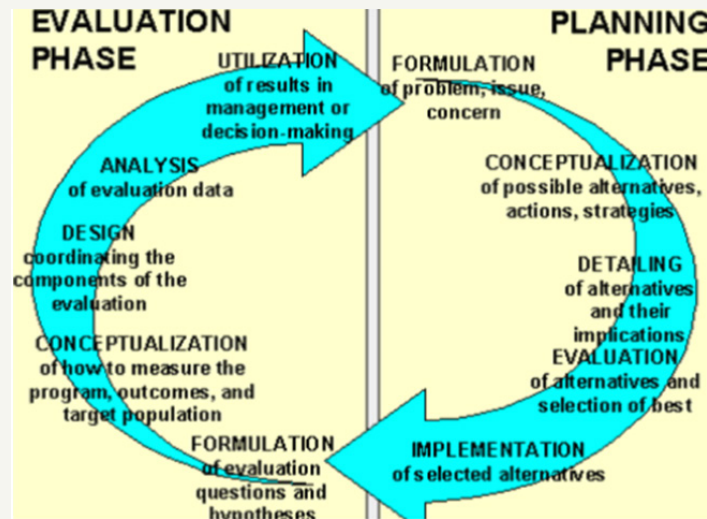 EVALUATION
PHASE
UTILIZATION
of results in
management or
decision-making
ANALYSIS
of evaluation data
DESIGN
coordinating the
components of the
evaluation
CONCEPTUALIZATION
of how to measure the
program, outcomes, and
target population
FORMULATION
of evaluation
questions and
hypotheses
PLANNING
PHASE
FORMULATION
of problem, issue,
concern
CONCEPTUALIZATION
of possible alternatives,
actions, strategies
DETAILING
of alternatives
and their
implications
EVALUATION
of alternatives and
selection of best
IMPLEMENTATION
of selected alternatives